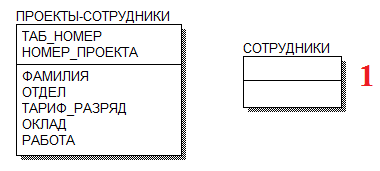 ПРОЕКТЫ-СОТРУДНИКИ
ТАБ_НОМЕР
НОМЕР_ПРОЕКТА
ФАМИЛИЯ
ОТДЕЛ
ТАРИФ_РАЗРЯД
ОКЛАД
РАБОТА
СОТРУДНИКИ
1